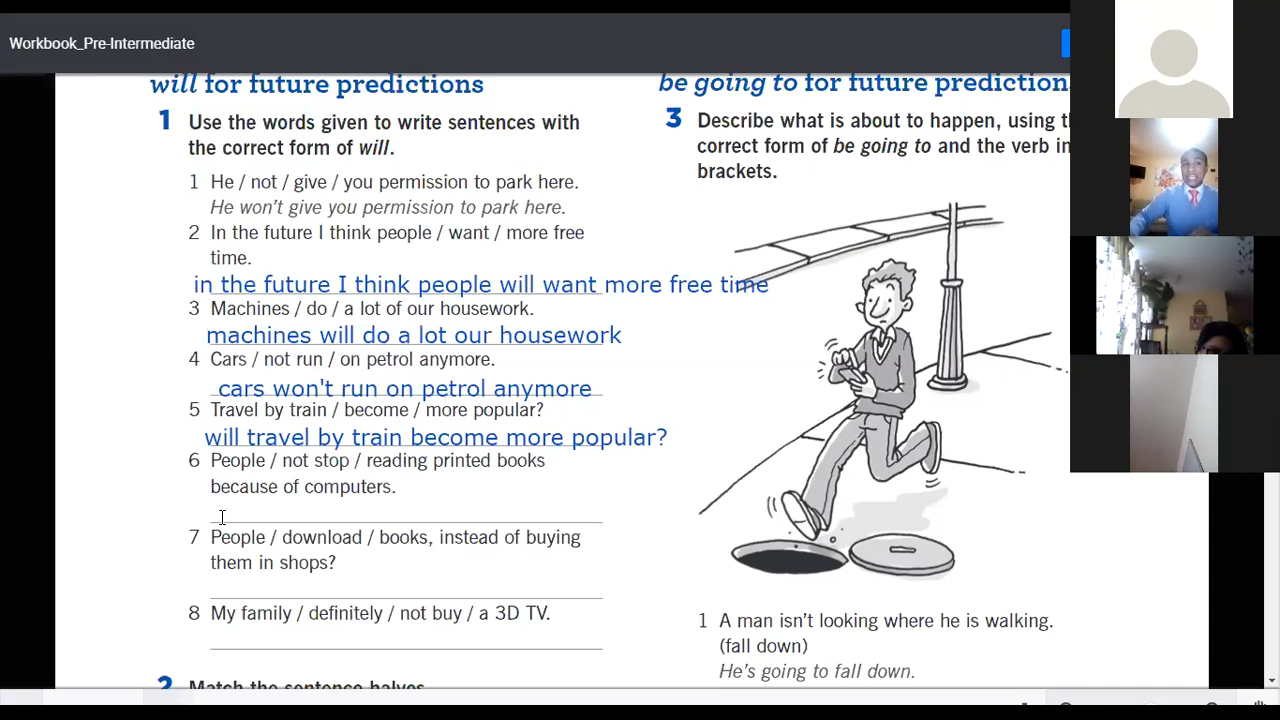 Workbook_Pre-Intermediate
will for future predictions
1 Use the words given to write sentences with
the correct form of will.
1 He / not / give / you permission to park here.
He won't give you permission to park here.
2 In the future I think people / want / more free
time.
in the future I think people will want more free time
3 Machines / do / a lot of our housework.
machines will do a lot our housework
4 Cars / not run / on petrol anymore.
cars won't run on petrol anymore
5 Travel by train / become / more popular?
will travel by train become more popular?
6 People / not stop / reading printed books
because of computers.
7 People / download / books, instead of buying
them in shops?
8 My family / definitely / not buy / a 3D TV.
2 Match the sentence halves
be going to for future prediction
3 Describe what is about to happen, using
correct form of be going to and the verb in
brackets.
1 A man isn't looking where he is walking.
(fall down)
He's going to fall down.